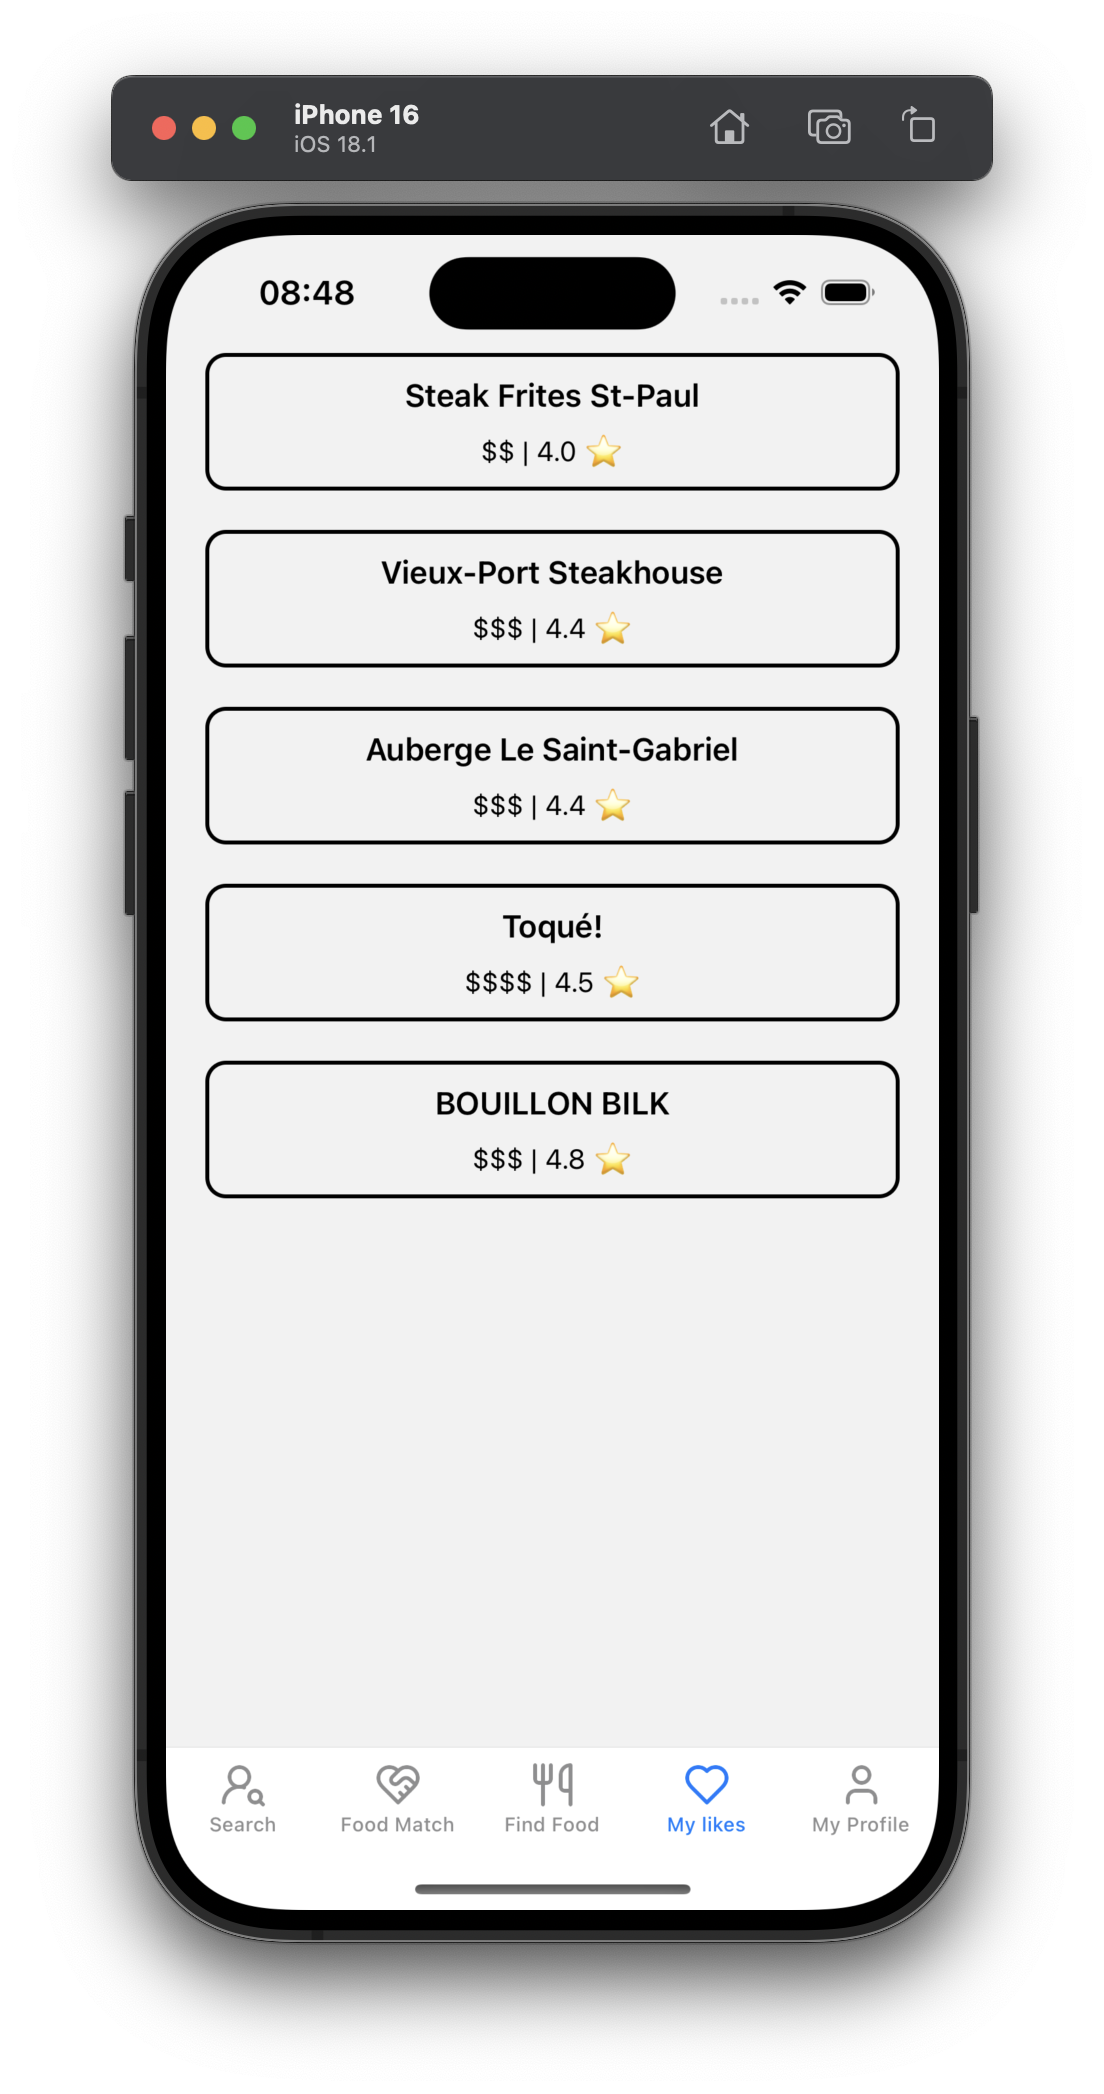 iPhone 16
iOS 18.1
08:48
Steak Frites St-Paul
$$ | 4.0 ⭐
Vieux-Port Steakhouse
$$$ | 4.4 ⭐
Auberge Le Saint-Gabriel
$$$ | 4.4 ⭐
Toqué!
$$$$ | 4.5 ⭐
BOUILLON BILK
$$$ | 4.8 ⭐
Search
Food Match
Find Food
My likes
My Profile